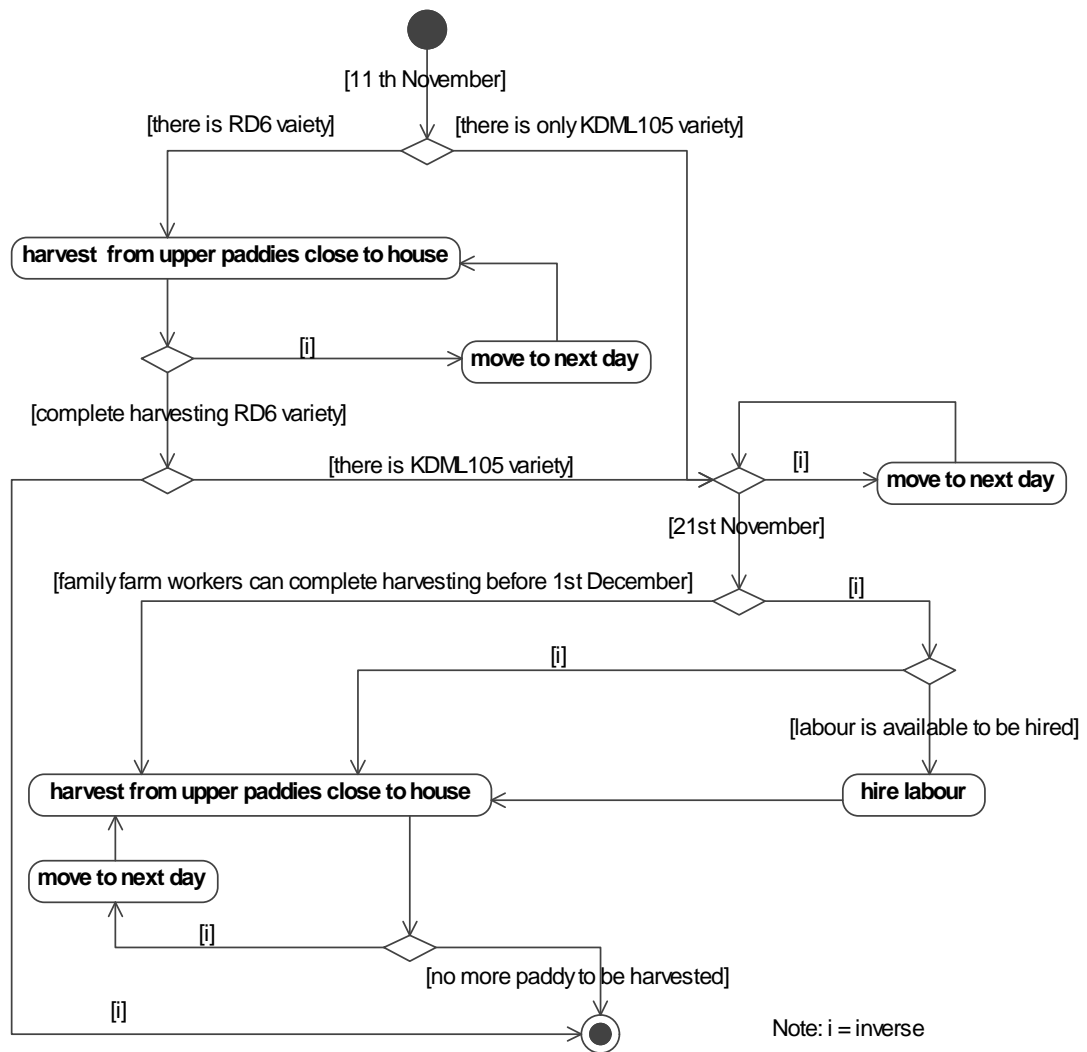 [11 th November]
[there is RD6 vaiety]
[there is only KDML105 variety]
harvest from upper paddies close to house
[i]
move to next day
[complete harvesting RD6 variety]
[there is KDML105 variety]
[i]
move to next day
[21st November]
[family farm workers can complete harvesting before 1st December]
[i]
[i]
[labour is available to be hired]
harvest from upper paddies close to house
hire labour
move to next day
[i]
[no more paddy to be harvested]
[i]
Note: i = inverse